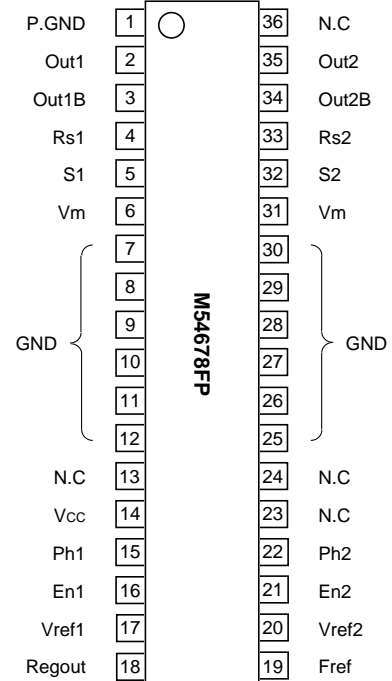 P.GND 1 36 N.C
Out1 2 35 Out2
Out1B 3 34 Out2B
Rs1 4 33 Rs2
S1 5 32 S2
Vm 6 31 Vm
7 30
8 29
9 28
GND 10 27 GND
11 26
12 25
M54678FP
N.C 13 24 N.C
Vcc 14 23 N.C
Ph1 15 22 Ph2
En1 16 21 En2
Vref1 17 20 Vref2
Regout 18 19 Fref